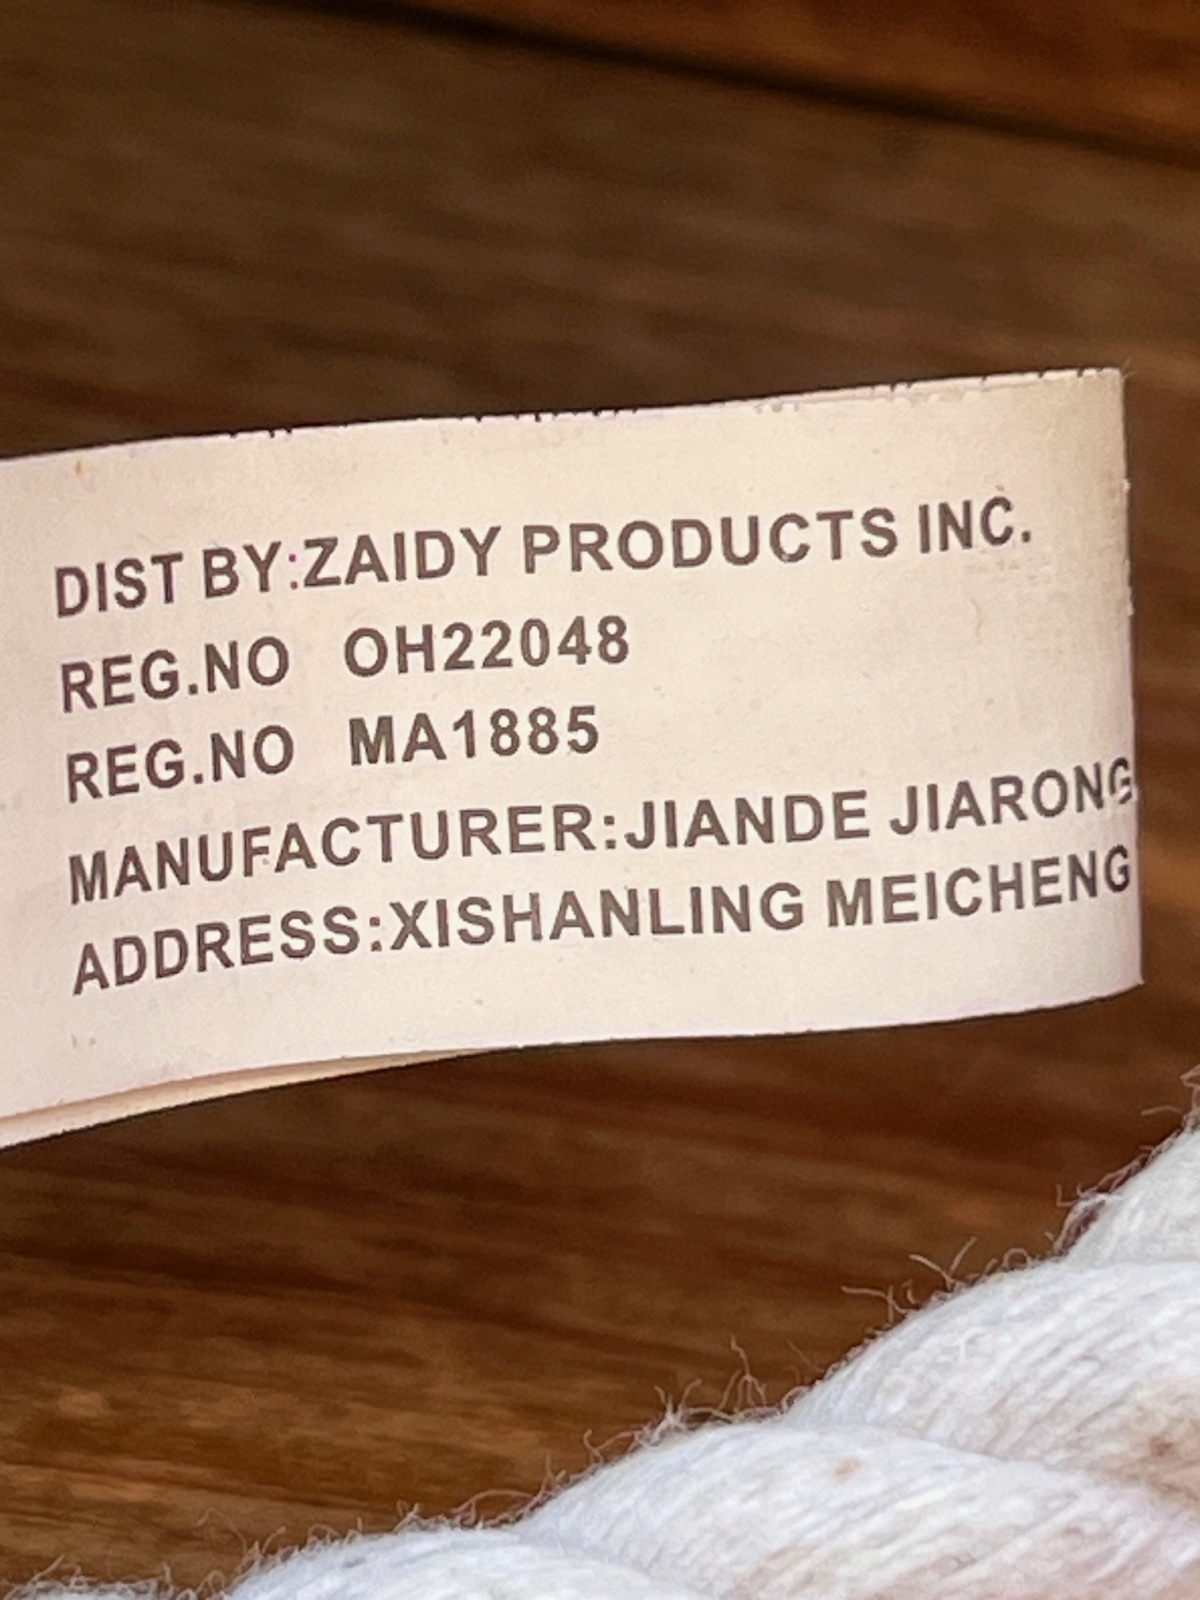 DIST BY:ZAIDY PRODUCTS INC.
REG.NO OH22048
REG.NO MA1885
MANUFACTURER:JIANDE JIARONG
ADDRESS:XISHANLING MEICHENG